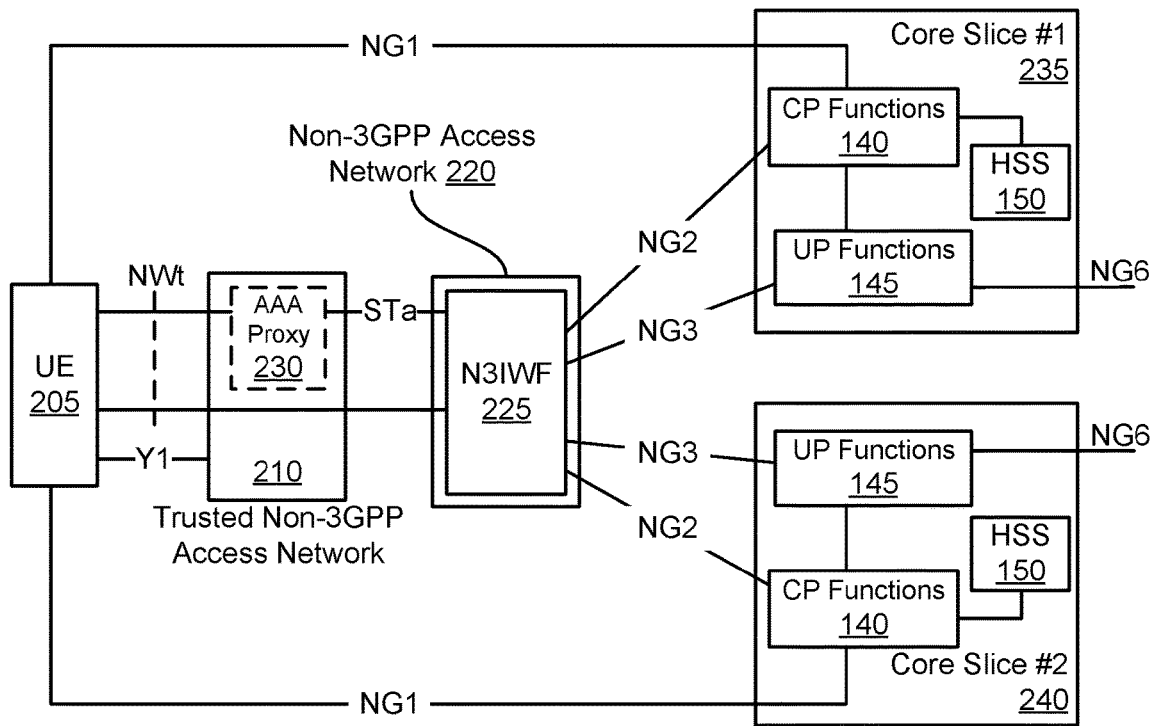 NG1
Core Slice #1
235
CP Functions
140
HSS
150
UP Functions
145
NG6
Non-3GPP Access
Network 220
NG2
NG3
NWt
AAA
Proxy
230
STa
UE
205
N3IWF
225
Y1
210
Trusted Non-3GPP
Access Network
NG3
NG2
UP Functions
145
NG6
HSS
150
CP Functions
140
Core Slice #2
240
NG1